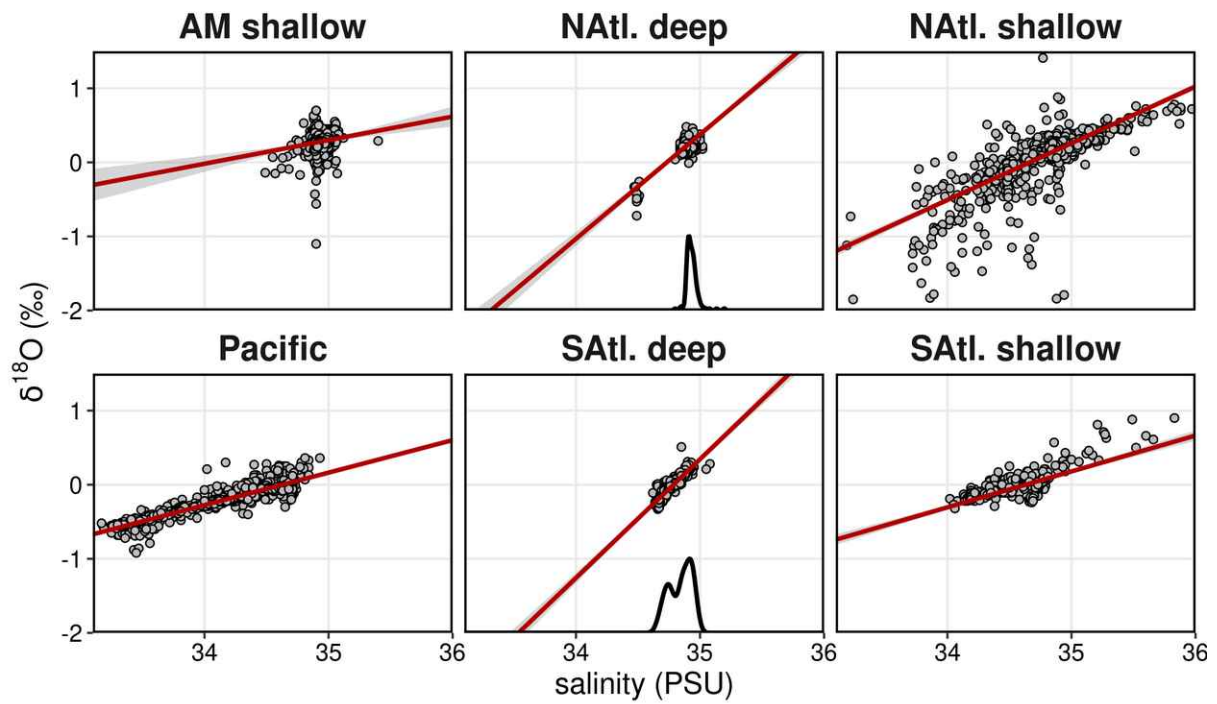 AM shallow
NAtl. deep
NAtl. shallow
1
0
-1
-2
Pacific
SAtl. deep
SAtl. shallow
1
0
-1
-2
34 35 36
34 35 36
34 35 36
δ¹⁸O (‰)
salinity (PSU)